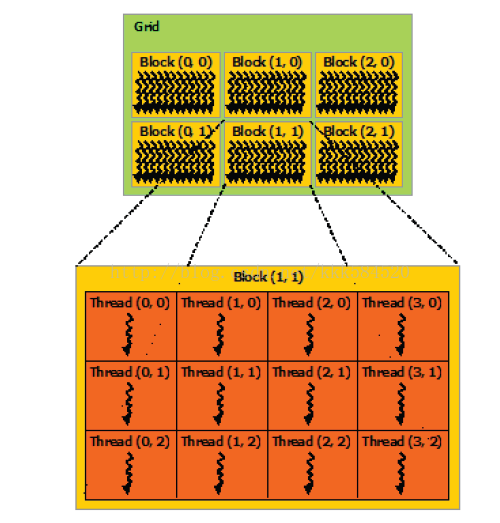 Grid
Block (0, 0) Block (1, 0) Block (2, 0)
Block (0, 1) Block (1, 1) Block (2, 1)
Block (1, 1)
Thread (0, 0) Thread (1, 0) Thread (2, 0) Thread (3, 0)
Thread (0, 1) Thread (1, 1) Thread (2, 1) Thread (3, 1)
Thread (0, 2) Thread (1, 2) Thread (2, 2) Thread (3, 2)